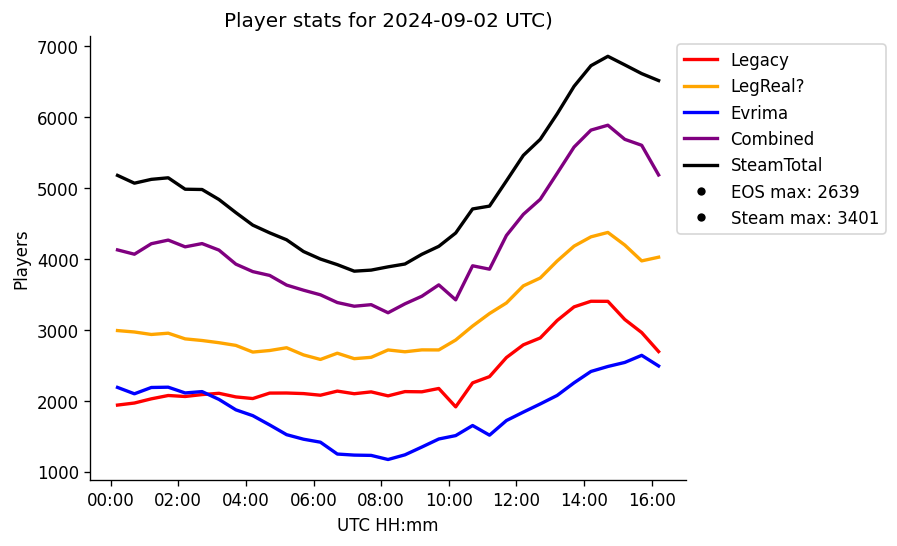 Player stats for 2024-09-02 UTC)
7000
6000
5000
4000
3000
2000
1000
Players
00:00 02:00 04:00 06:00 08:00 10:00 12:00 14:00 16:00
UTC HH:mm
Legacy
LegReal?
Evrima
Combined
SteamTotal
EOS max: 2639
Steam max: 3401